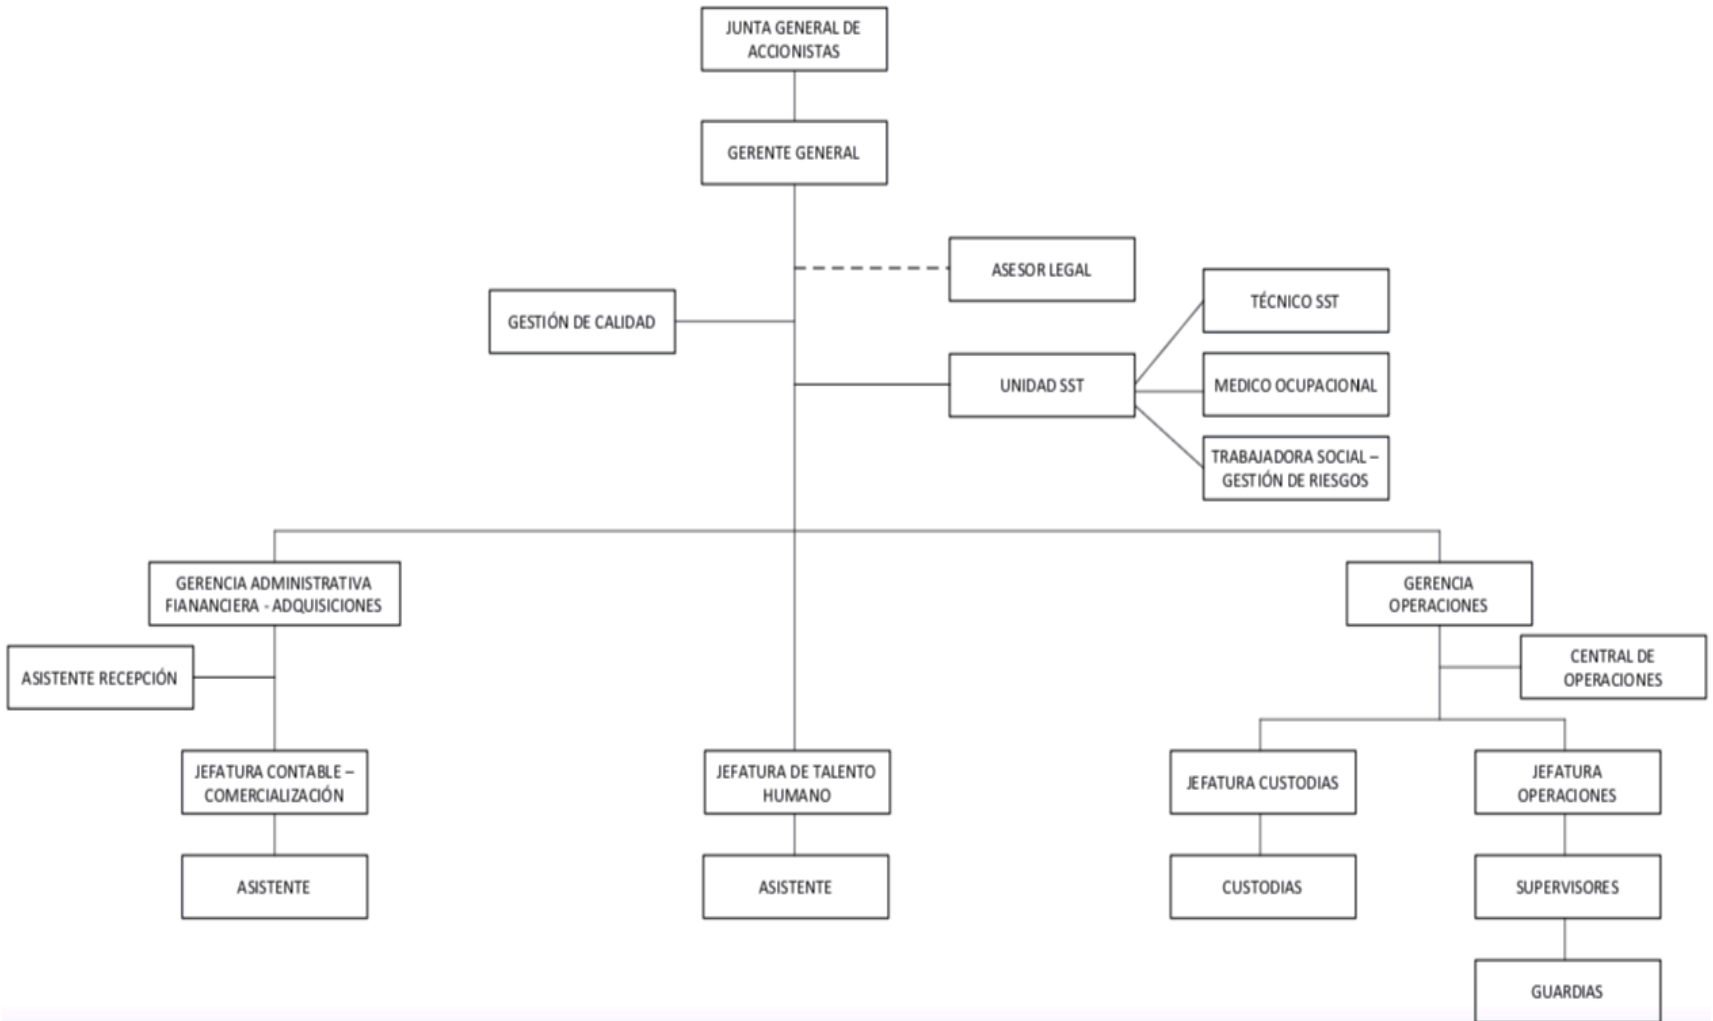 JUNTA GENERAL DE
ACCIONISTAS
GERENTE GENERAL
ASESOR LEGAL
GESTIÓN DE CALIDAD
TÉCNICO SST
UNIDAD SST
MEDICO OCUPACIONAL
TRABAJADORA SOCIAL –
GESTIÓN DE RIESGOS
GERENCIA ADMINISTRATIVA
FIANANCIERA - ADQUISICIONES
GERENCIA
OPERACIONES
ASISTENTE RECEPCIÓN
CENTRAL DE
OPERACIONES
JEFATURA CONTABLE –
COMERCIALIZACIÓN
JEFATURA DE TALENTO
HUMANO
JEFATURA CUSTODIAS
JEFATURA
OPERACIONES
ASISTENTE
ASISTENTE
CUSTODIAS
SUPERVISORES
GUARDIAS